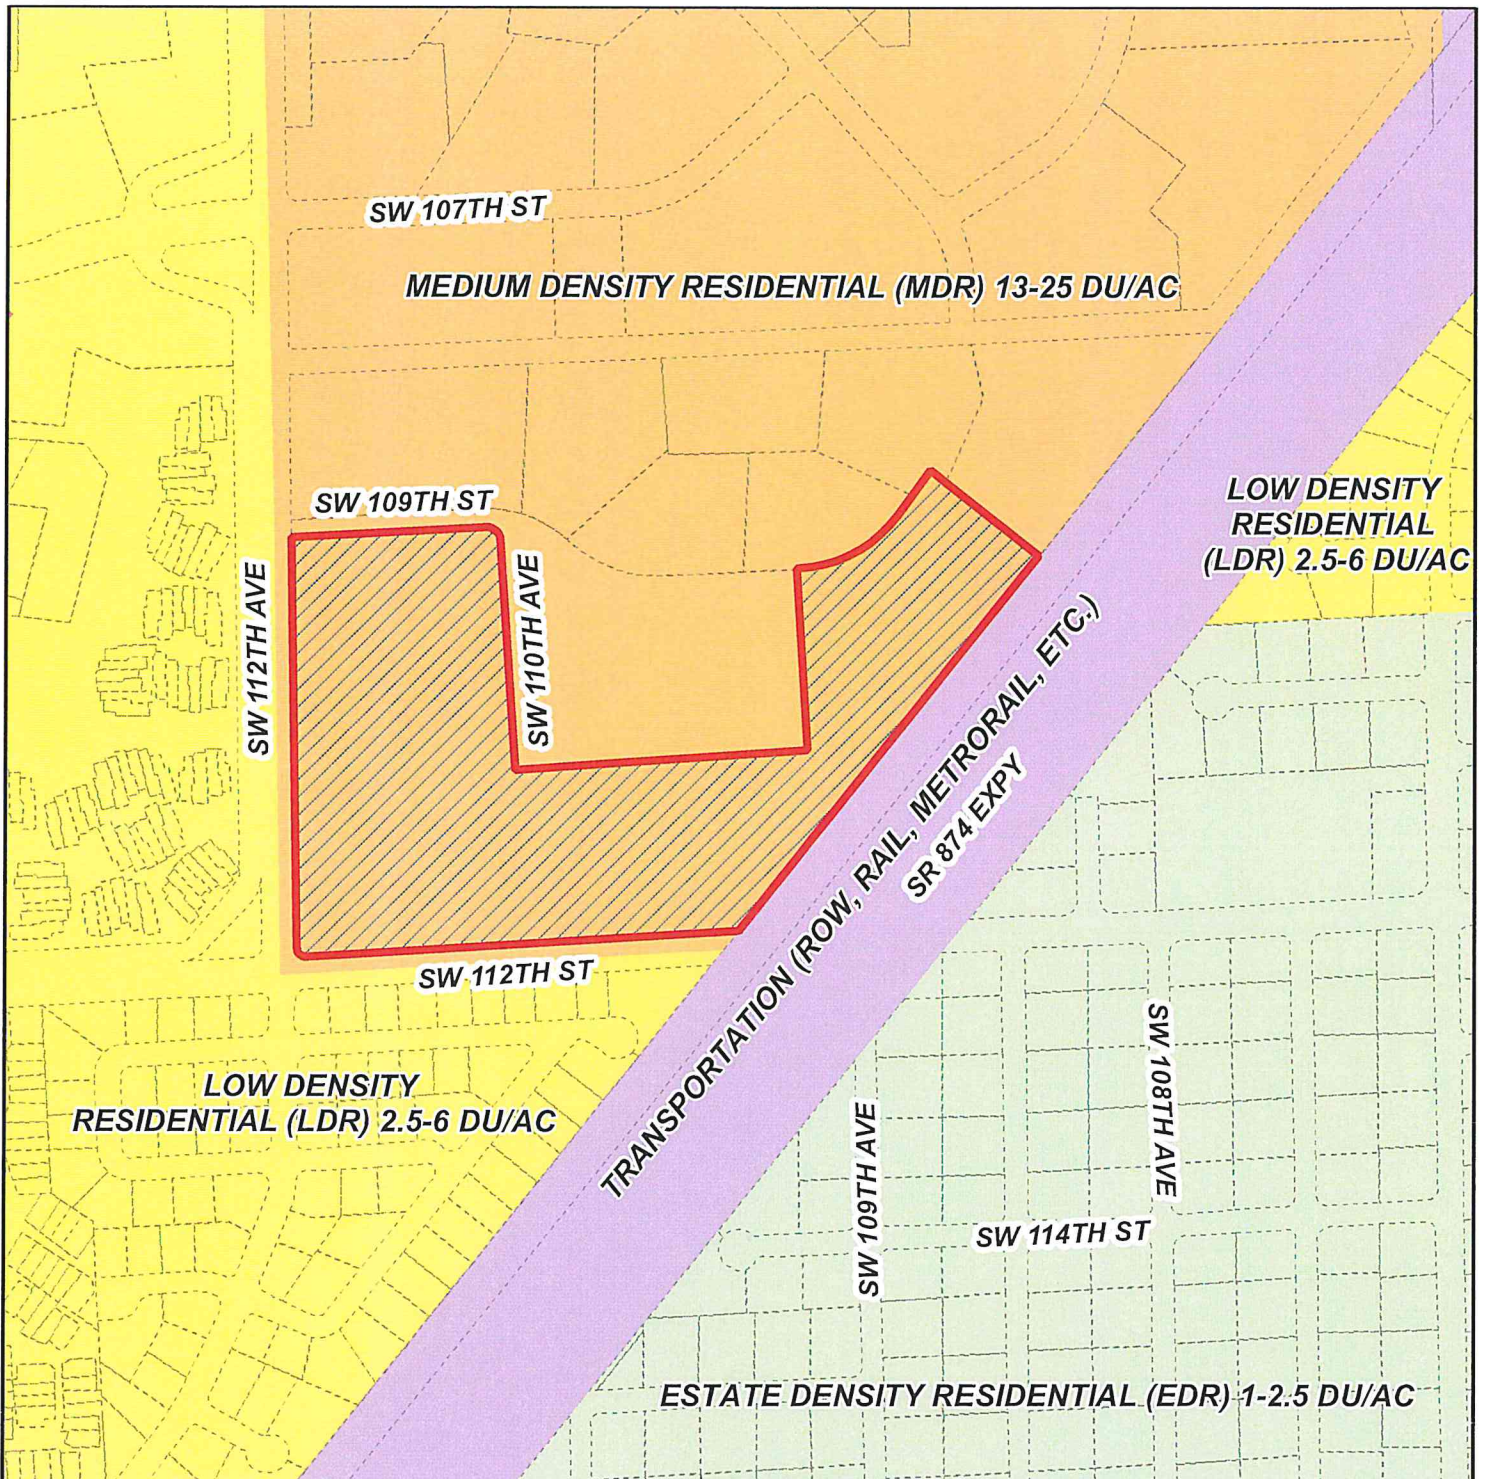 SW 107TH ST
MEDIUM DENSITY RESIDENTIAL (MDR) 13-25 DU/AC
SW 109TH ST
LOW DENSITY
RESIDENTIAL
(LDR) 2.5-6 DU/AC
SW 112TH AVE
SW 110TH AVE
TRANSPORTATION (ROW, RAIL, METRORAIL, ETC.)
SR 874 EXPY
SW 112TH ST
LOW DENSITY
RESIDENTIAL (LDR) 2.5-6 DU/AC
SW 109TH AVE
SW 108TH AVE
SW 114TH ST
ESTATE DENSITY RESIDENTIAL (EDR) 1-2.5 DU/AC